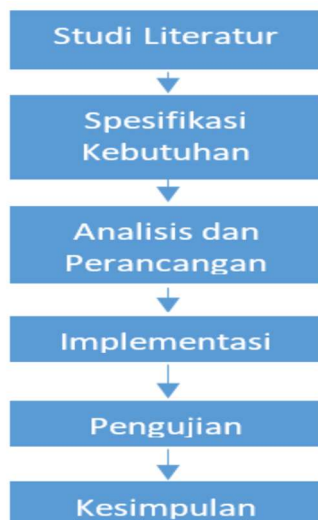 Studi Literatur
Spesifikasi
Kebutuhan
Analisis dan
Perancangan
Implementasi
Pengujian
Kesimpulan